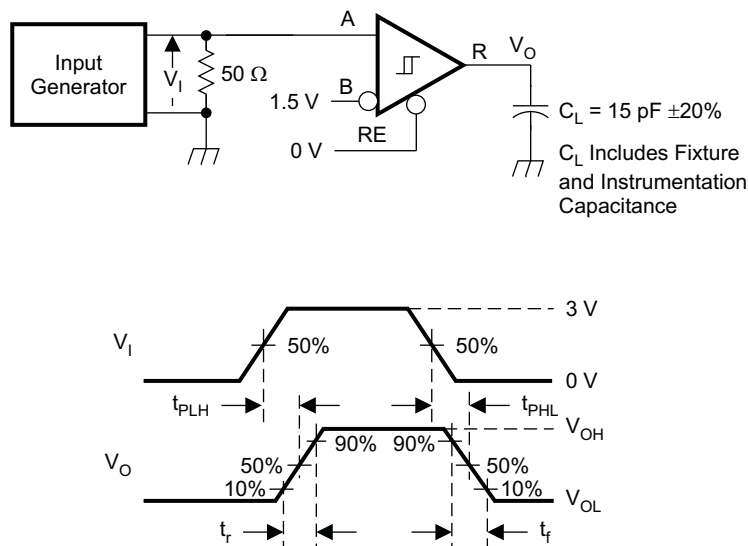 Input
Generator
V_I
50 Ω
A
B
1.5 V
RE
0 V
R
V_O
C_L = 15 pF ±20%
C_L Includes Fixture
and Instrumentation
Capacitance
3 V
V_I
50%
50%
0 V
t_PLH
t_PHL
V_OH
90%
90%
V_O
50%
50%
10%
10%
V_OL
t_r
t_f